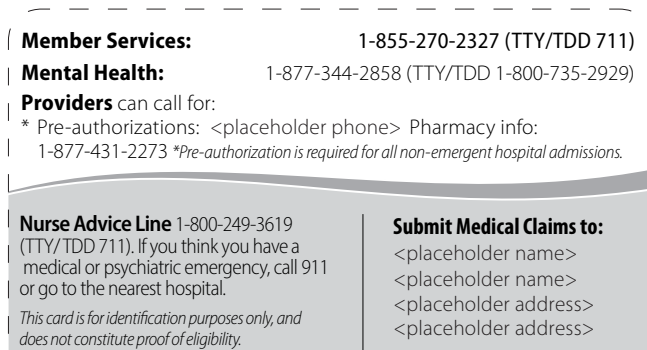 Member Services: 1-855-270-2327 (TTY/TDD 711)
Mental Health: 1-877-344-2858 (TTY/TDD 1-800-735-2929)
Providers can call for:
* Pre-authorizations: <placeholder phone> Pharmacy info:
1-877-431-2273 *Pre-authorization is required for all non-emergent hospital admissions.
Nurse Advice Line 1-800-249-3619
(TTY/TDD 711). If you think you have a
medical or psychiatric emergency, call 911
or go to the nearest hospital.
This card is for identification purposes only, and
does not constitute proof of eligibility.
Submit Medical Claims to:
<placeholder name>
<placeholder name>
<placeholder address>
<placeholder address>